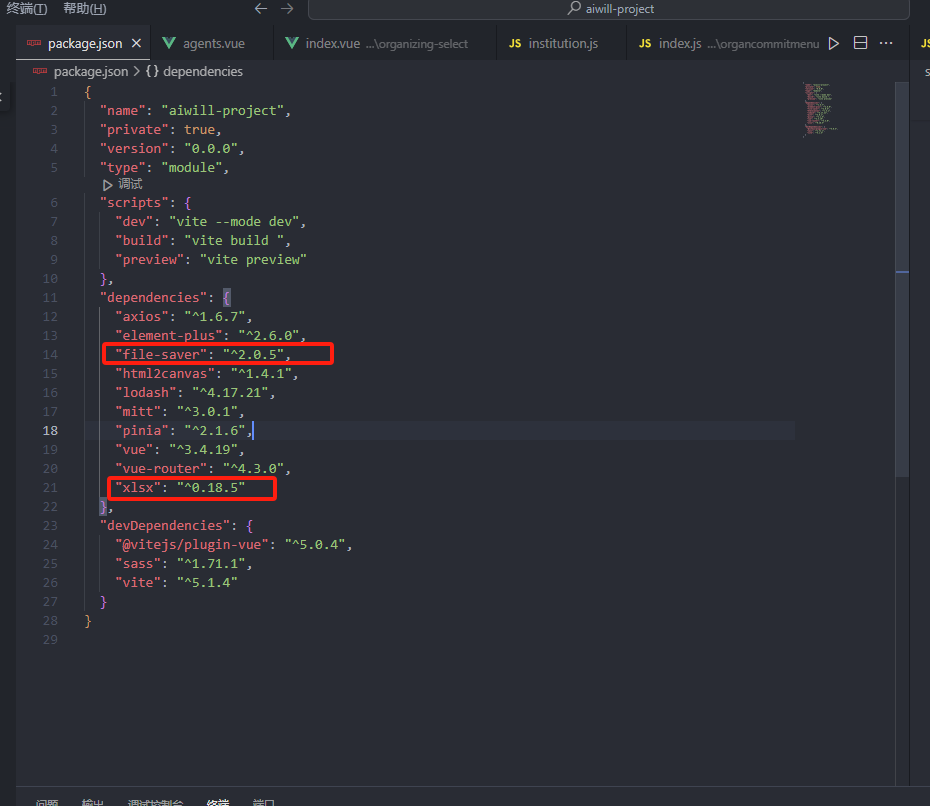 终端(T) 帮助(H) aiwill-project
package.json agents.vue index.vue ...\organizing-select JS institution.js JS index.js ...\organcommitmenu
package.json > {} dependencies
1 {
2 "name": "aiwill-project",
3 "private": true,
4 "version": "0.0.0",
5 "type": "module",
调试
6 "scripts": {
7 "dev": "vite --mode dev",
8 "build": "vite build ",
9 "preview": "vite preview"
10 },
11 "dependencies": {
12 "axios": "^1.6.7",
13 "element-plus": "^2.6.0",
14 "file-saver": "^2.0.5",
15 "html2canvas": "^1.4.1",
16 "lodash": "^4.17.21",
17 "mitt": "^3.0.1",
18 "pinia": "^2.1.6",
19 "vue": "^3.4.19",
20 "vue-router": "^4.3.0",
21 "xlsx": "^0.18.5"
22 },
23 "devDependencies": {
24 "@vitejs/plugin-vue": "^5.0.4",
25 "sass": "^1.71.1",
26 "vite": "^5.1.4"
27 }
28 }
29
问题 输出 调试控制台 终端 端口